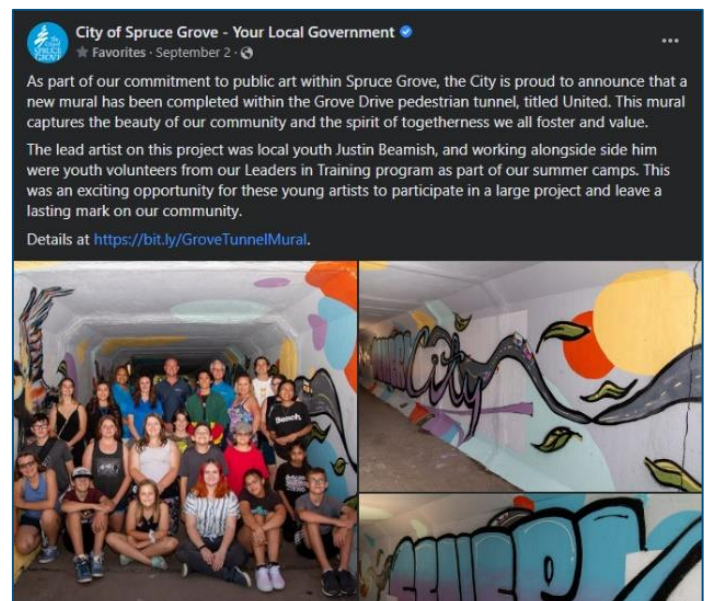 City of Spruce Grove - Your Local Government
Favorites · September 2 ·
As part of our commitment to public art within Spruce Grove, the City is proud to announce that a
new mural has been completed within the Grove Drive pedestrian tunnel, titled United. This mural
captures the beauty of our community and the spirit of togetherness we all foster and value.
The lead artist on this project was local youth Justin Beamish, and working alongside side him
were youth volunteers from our Leaders in Training program as part of our summer camps. This
was an exciting opportunity for these young artists to participate in a large project and leave a
lasting mark on our community.
Details at https://bit.ly/GroveTunnelMural.
City
Bench